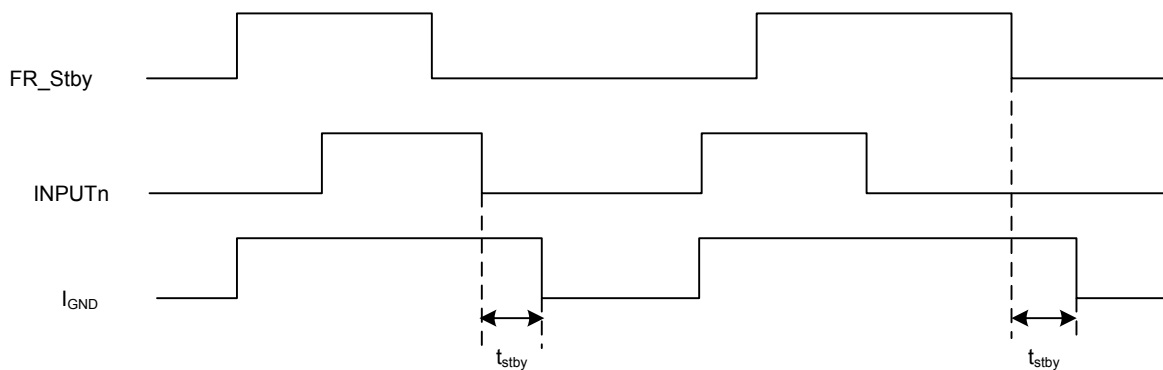 FR_Stby
INPUTn
IGND
tstby
tstby